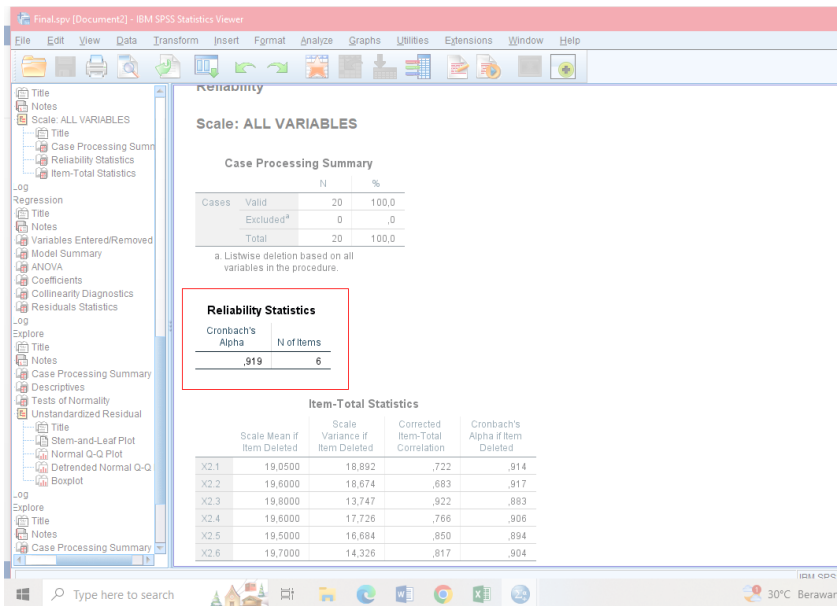 Final.spv [Document2] - IBM SPSS Statistics Viewer
File Edit View Data Transform Insert Format Analyze Graphs Utilities Extensions Window Help
Title
Notes
Scale: ALL VARIABLES
Title
Case Processing Summ
Reliability Statistics
Item-Total Statistics
Log
Regression
Title
Notes
Variables Entered/Removed
Model Summary
ANOVA
Coefficients
Collinearity Diagnostics
Residuals Statistics
Log
Explore
Title
Notes
Case Processing Summary
Descriptives
Tests of Normality
Unstandardized Residual
Title
Stem-and-Leaf Plot
Normal Q-Q Plot
Detrended Normal Q-Q
Boxplot
Log
Explore
Title
Notes
Case Processing Summary
Reliability
Scale: ALL VARIABLES
Case Processing Summary
N %
Cases Valid 20 100,0
Excludedᵃ 0 ,0
Total 20 100,0
a. Listwise deletion based on all
variables in the procedure.
Reliability Statistics
Cronbach's
Alpha N of Items
,919 6
Item-Total Statistics
Scale Mean if
Item Deleted
Scale
Variance if
Item Deleted
Corrected
Item-Total
Correlation
Cronbach's
Alpha if Item
Deleted
X2.1 19,0500 18,892 ,722 ,914
X2.2 19,6000 18,674 ,683 ,917
X2.3 19,8000 13,747 ,922 ,883
X2.4 19,6000 17,726 ,766 ,906
X2.5 19,5000 16,684 ,850 ,894
X2.6 19,7000 14,326 ,817 ,904
IBM SPS
Type here to search
30°C Berawan